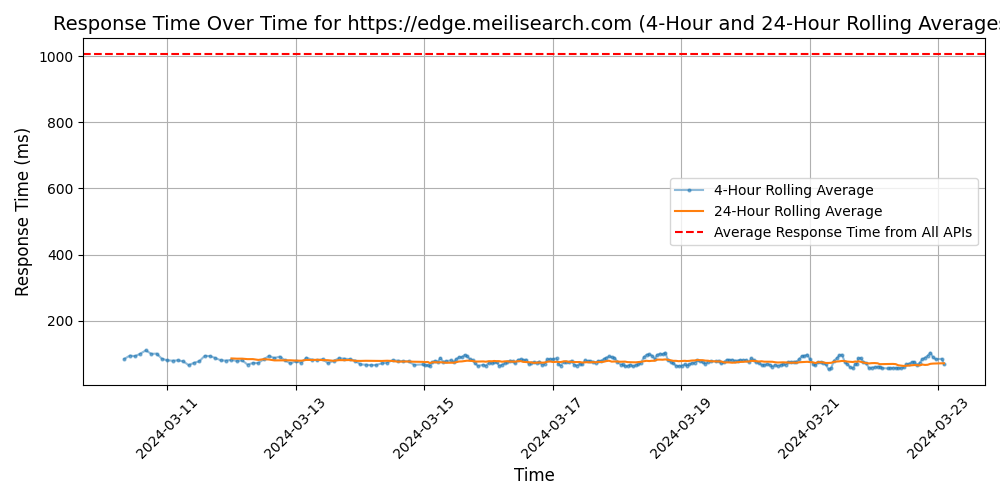 Response Time Over Time for https://edge.meilisearch.com (4-Hour and 24-Hour Rolling Average
1000
800
600
400
200
Response Time (ms)
4-Hour Rolling Average
24-Hour Rolling Average
Average Response Time from All APIs
2024-03-11
2024-03-13
2024-03-15
2024-03-17
2024-03-19
2024-03-21
2024-03-23
Time